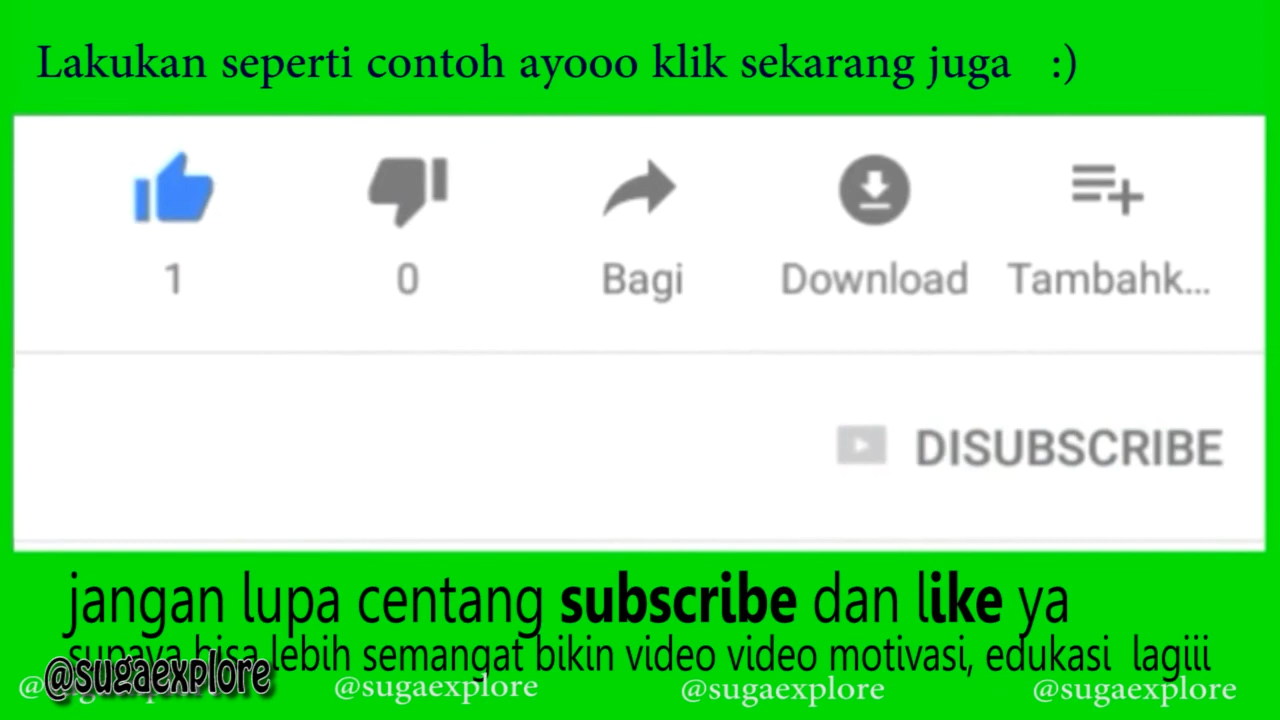 Lakukan seperti contoh ayooo klik sekarang juga :)
1 0 Bagi Download Tambahk...
DISUBSCRIBE
jangan lupa centang subscribe dan like ya
supaya bisa lebih semangat bikin video video motivasi, edukasi lagiii
@sugaexplore
@sugaexplore @sugaexplore @sugaexplore @sugaexplore